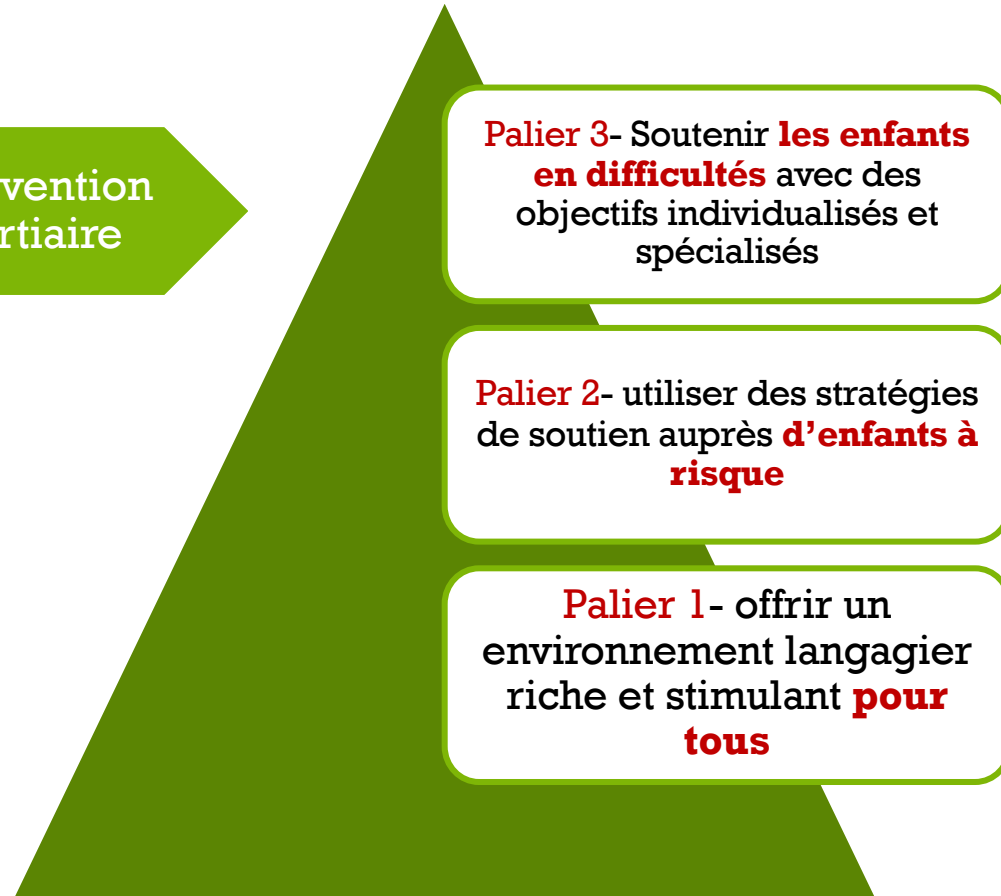 Palier 3- Soutenir les enfants
en difficultés avec des
objectifs individualisés et
spécialisés
vention
rtiaire
Palier 2- utiliser des stratégies
de soutien auprès d’enfants à
risque
Palier 1- offrir un
environnement langagier
riche et stimulant pour
tous